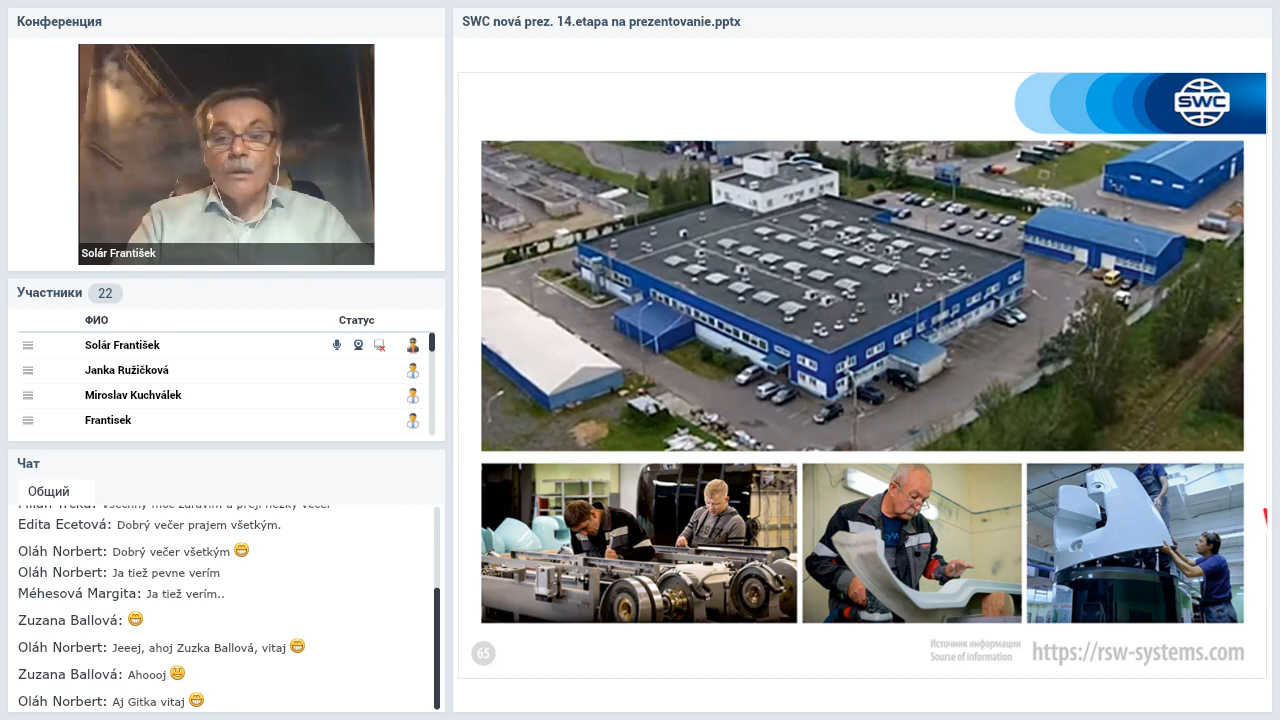 Конференция
Solár František
Участники 22
ФИО Статус
Solár František
Janka Ružičková
Miroslav Kuchválek
Frantisek
Чат
Общий
Edita Ecetová: Dobrý večer prajem všetkým.
Oláh Norbert: Dobrý večer všetkým
Oláh Norbert: Ja tiež pevne verím
Méhesová Margita: Ja tiež verím..
Zuzana Ballová:
Oláh Norbert: Jeeej, ahoj Zuzka Ballová, vitaj
Zuzana Ballová: Ahoooj
Oláh Norbert: Aj Gitka vitaj
SWC nová prez. 14.etapa na prezentovanie.pptx
SWC
65
Источник информации
Sourse of information
https://rsw-systems.com